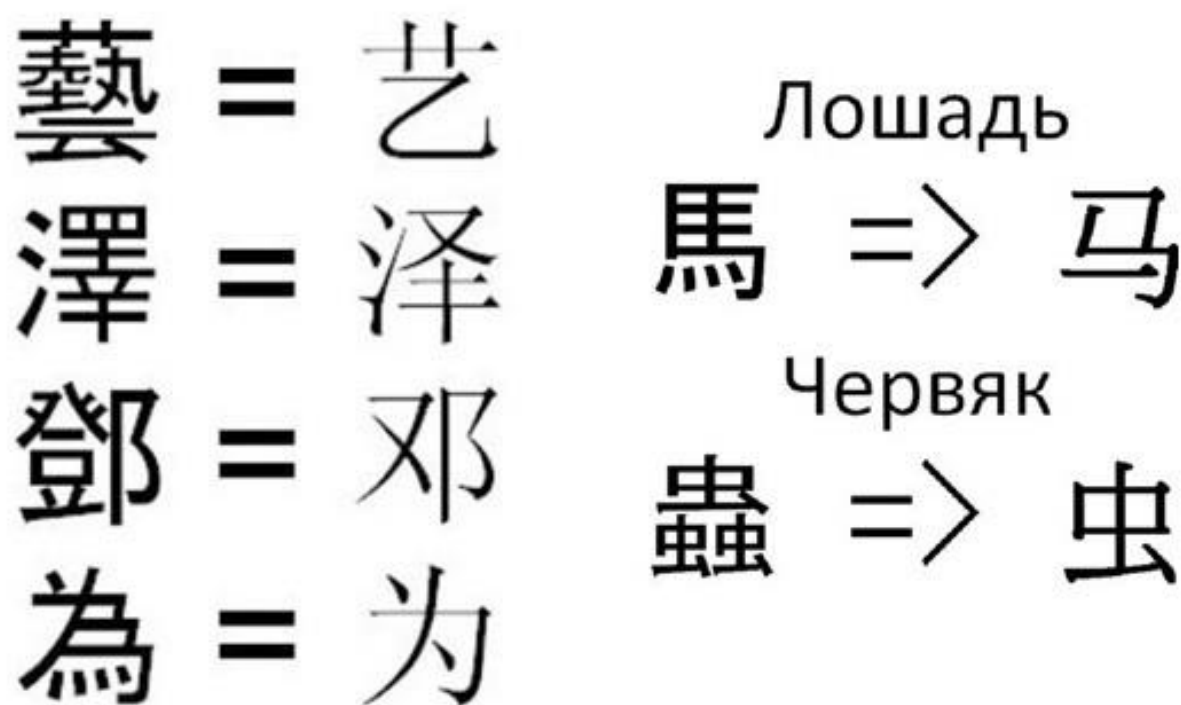 藝 = 艺
澤 = 泽
鄧 = 邓
為 = 为
Лошадь
馬 => 马
Червяк
蟲 => 虫